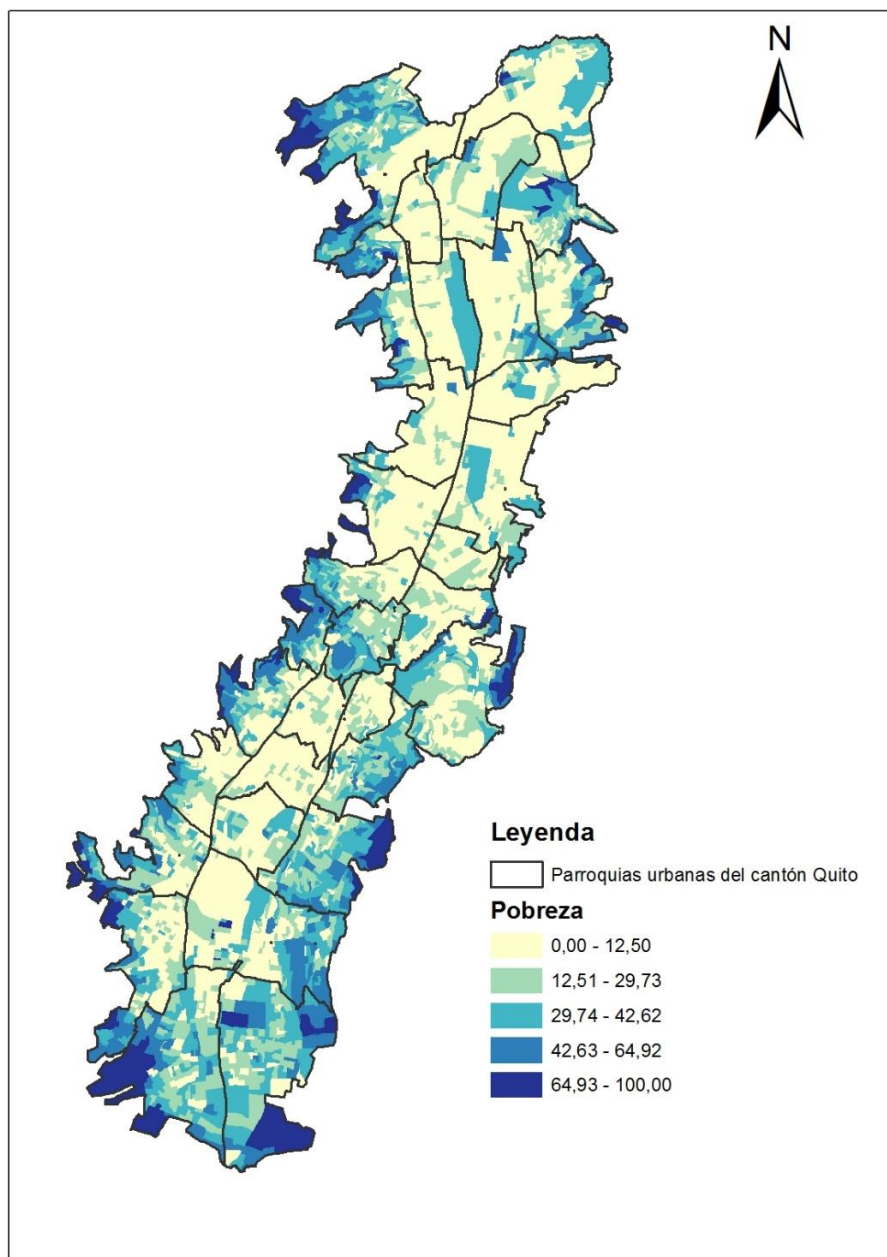 N
Leyenda
Parroquias urbanas del cantón Quito
Pobreza
0,00 - 12,50
12,51 - 29,73
29,74 - 42,62
42,63 - 64,92
64,93 - 100,00